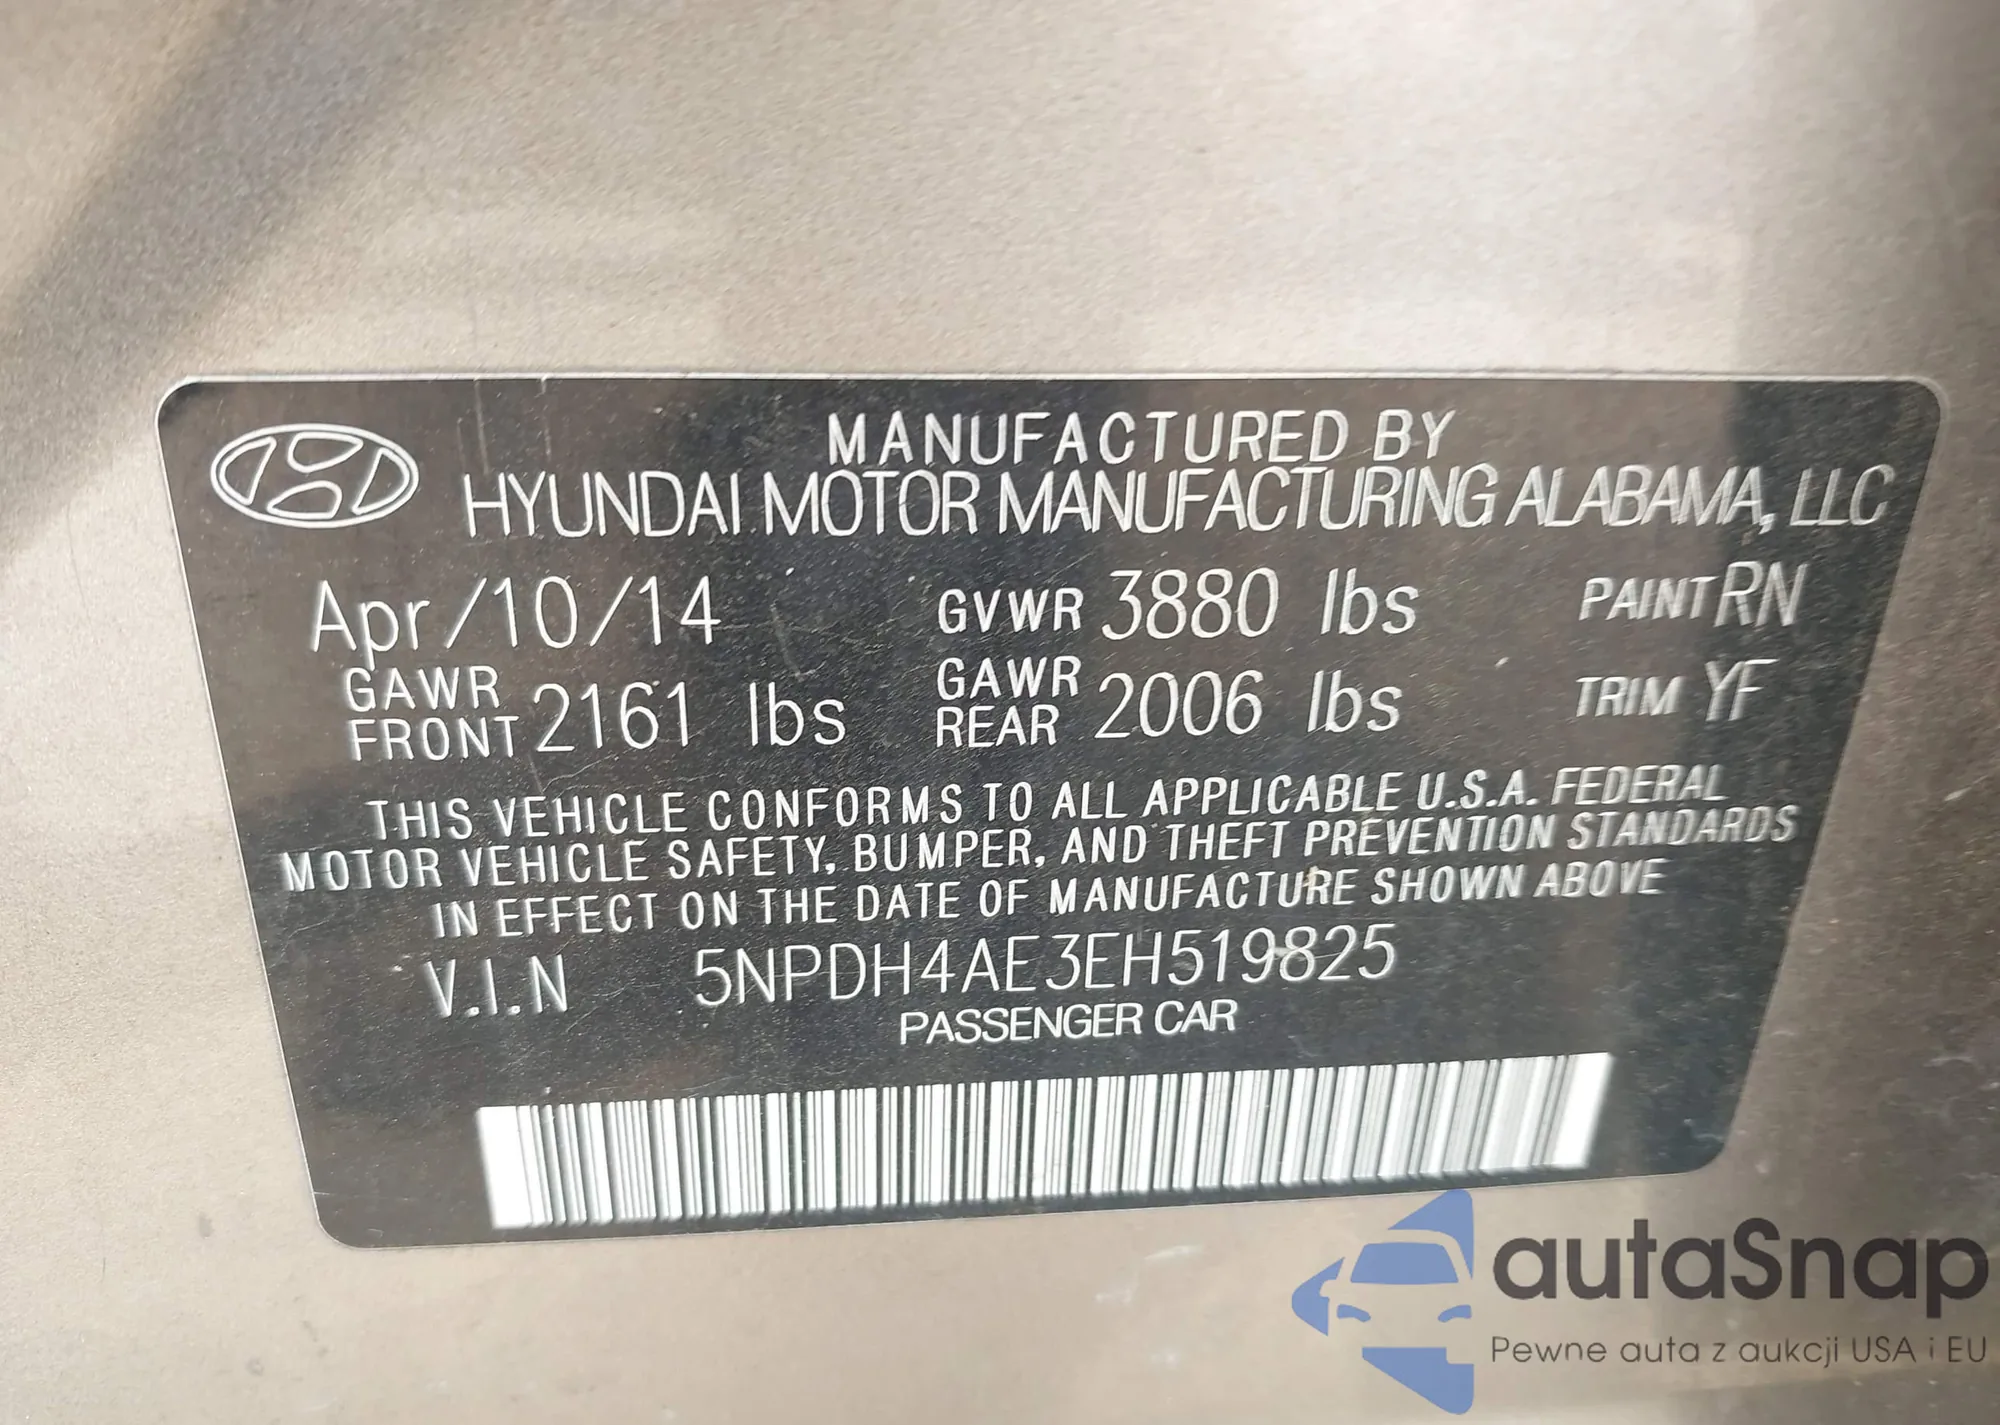 MANUFACTURED BY
HYUNDAI MOTOR MANUFACTURING ALABAMA, LLC
Apr/10/14 GVWR 3880 lbs PAINT RN
GAWR FRONT 2161 lbs GAWR REAR 2006 lbs TRIM YF
THIS VEHICLE CONFORMS TO ALL APPLICABLE U.S.A. FEDERAL
MOTOR VEHICLE SAFETY, BUMPER, AND THEFT PREVENTION STANDARDS
IN EFFECT ON THE DATE OF MANUFACTURE SHOWN ABOVE
V.I.N 5NPDH4AE3EH519825
PASSENGER CAR
autaSnap
Pewne auta z aukcji USA i EU